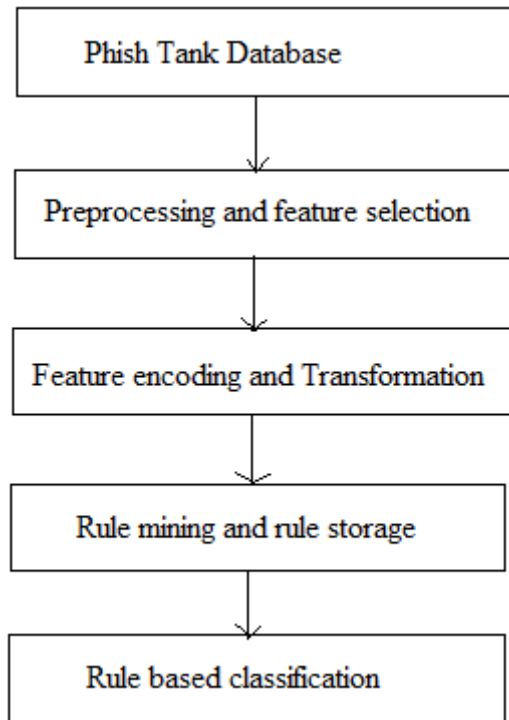 Phish Tank Database
Preprocessing and feature selection
Feature encoding and Transformation
Rule mining and rule storage
Rule based classification